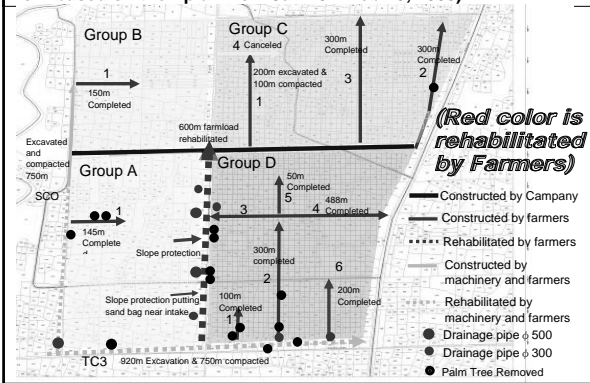 Group B
Group C
4 Canceled
300m
Completed
300m
Completed
2
1
150m
Completed
200m excavated &
100m compacted
1
3
(Red color is
rehabilitated
by Farmers)
600m farmload
rehabilitated
Excavated
and
compacted
750m
Group A
Group D
SCO
50m
Completed
5
3
4
488m
Completed
1
145m
Complete
d
Slope protection
300m
completed
2
6
Slope protection putting
sand bag near intake
100m
Completed
1
200m
Completed
TC3
920m Excavation & 750m compacted
Constructed by Campany
Constructed by farmers
Rehabilitated by farmers
Constructed by
machinery and farmers
Rehabilitated by
machinery and farmers
Drainage pipe ϕ 500
Drainage pipe ϕ 300
Palm Tree Removed